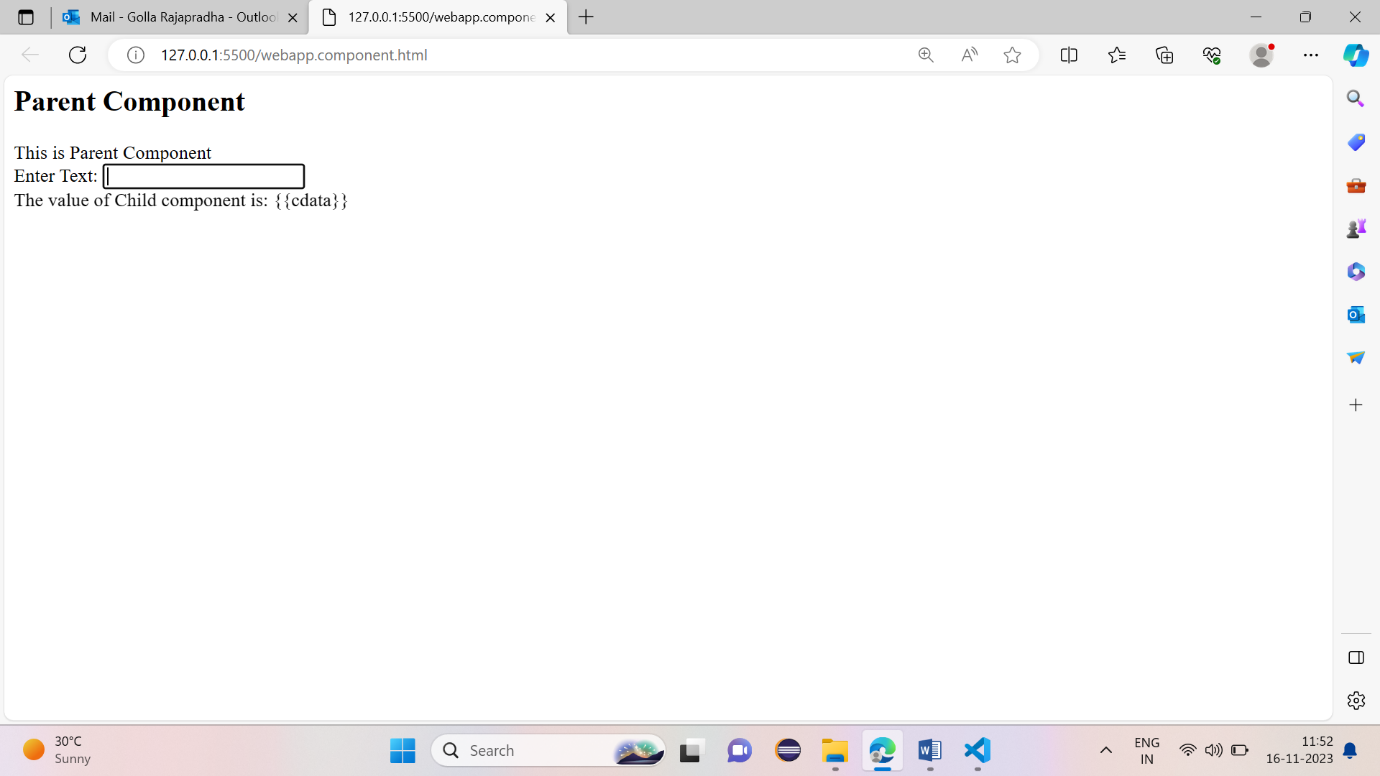 Mail - Golla Rajapradha - Outloo
127.0.0.1:5500/webapp.compone
127.0.0.1:5500/webapp.component.html
Parent Component
This is Parent Component
Enter Text:
The value of Child component is: {{cdata}}
30°C
Sunny
Search
ENG
IN
11:52
16-11-2023